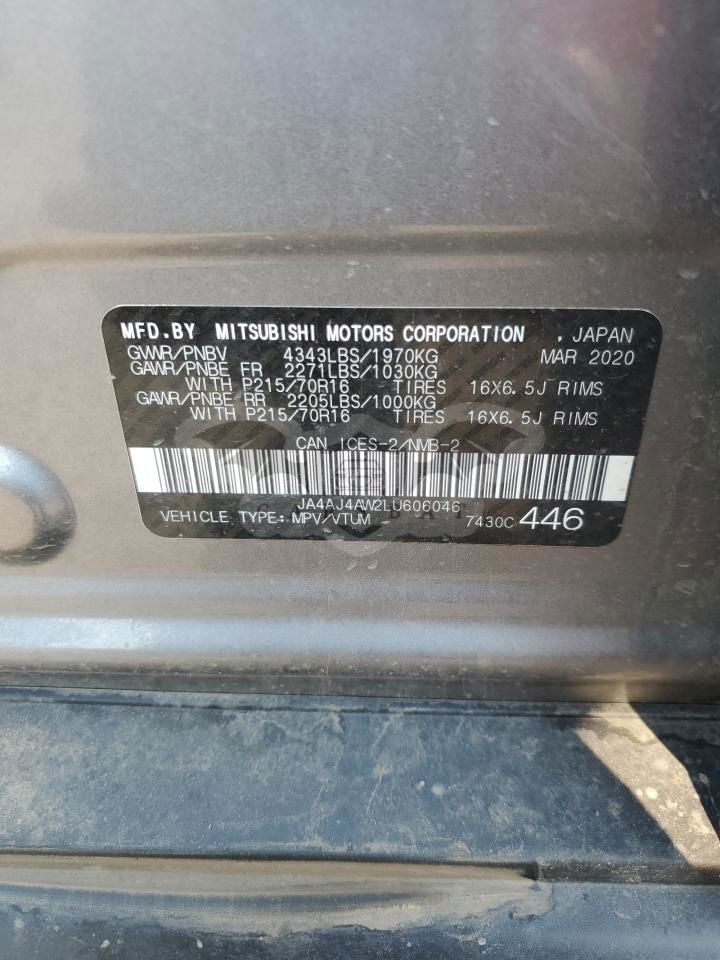 MFD.BY MITSUBISHI MOTORS CORPORATION , JAPAN
GVWR/PNBV 4343LBS/1970KG MAR 2020
GAWR/PNBE FR 2271LBS/1030KG
WITH P215/70R16 TIRES 16X6.5J RIMS
GAWR/PNBE RR 2205LBS/1000KG
WITH P215/70R16 TIRES 16X6.5J RIMS
CAN ICES-2/NMB-2
JA4AJ4AW2LU606046
VEHICLE TYPE: MPV/VTUM 7430C 446